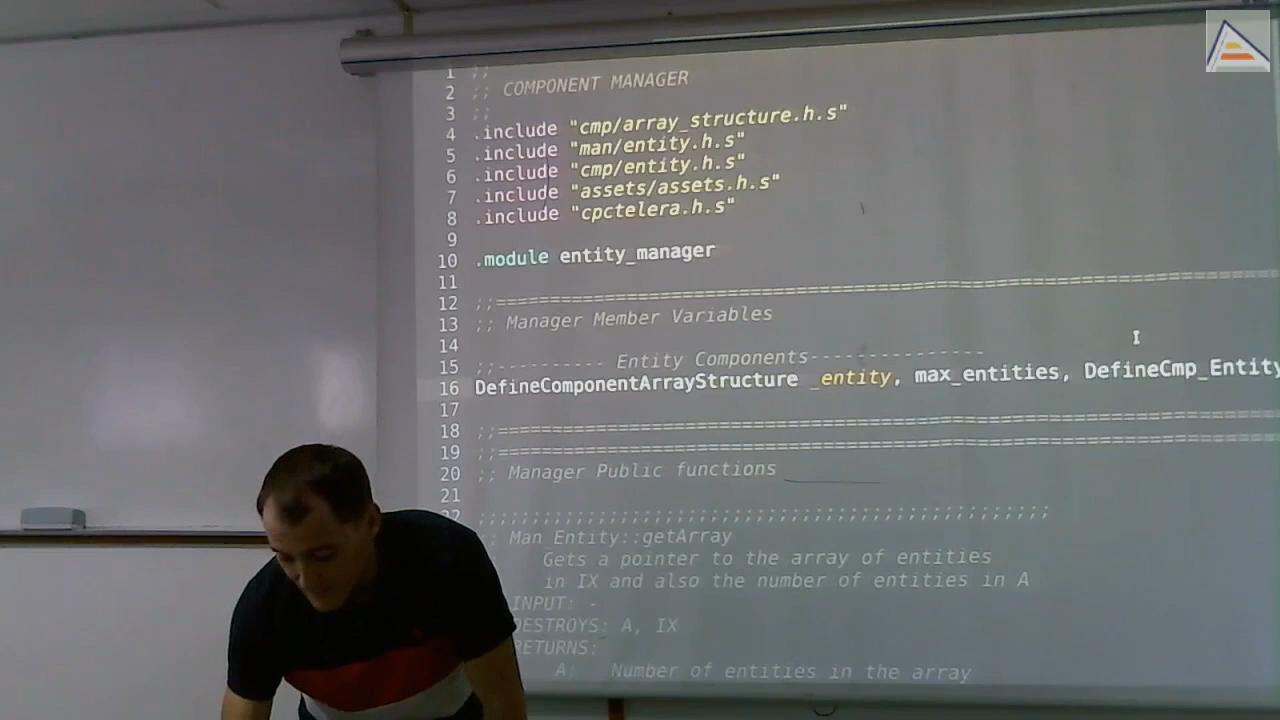 1 ;;
2 ;; COMPONENT MANAGER
3 ;;
4 .include "cmp/array_structure.h.s"
5 .include "man/entity.h.s"
6 .include "cmp/entity.h.s"
7 .include "assets/assets.h.s"
8 .include "cpctelera.h.s"
9
10 .module entity_manager
11
12 ;;======================================================================
13 ;; Manager Member Variables
14
15 ;;---------- Entity Components---------------
16 DefineComponentArrayStructure _entity, max_entities, DefineCmp_Entity
17
18 ;;======================================================================
19 ;;======================================================================
20 ;; Manager Public functions
21
22 ;;;;;;;;;;;;;;;;;;;;;;;;;;;;;;;;;;;;;;;;;;;;;;;;;;;;
; Man_Entity::getArray
Gets a pointer to the array of entities
in IX and also the number of entities in A
INPUT: -
DESTROYS: A, IX
RETURNS:
A: Number of entities in the array